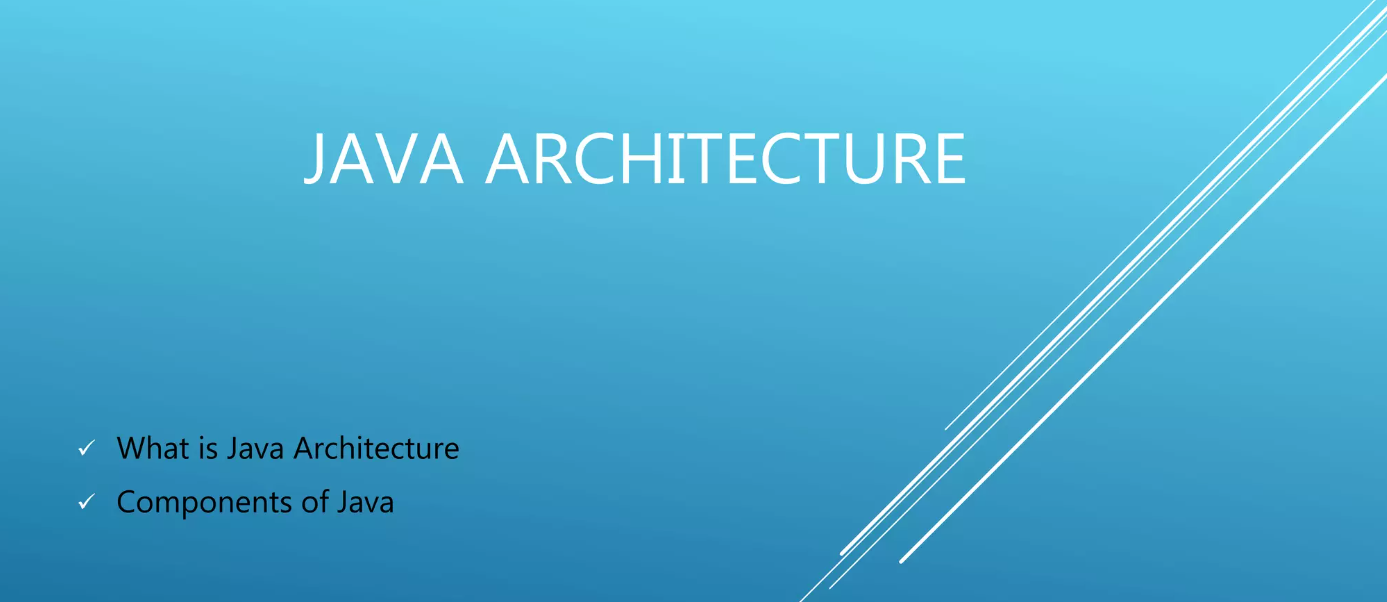 JAVA ARCHITECTURE
✓ What is Java Architecture
✓ Components of Java